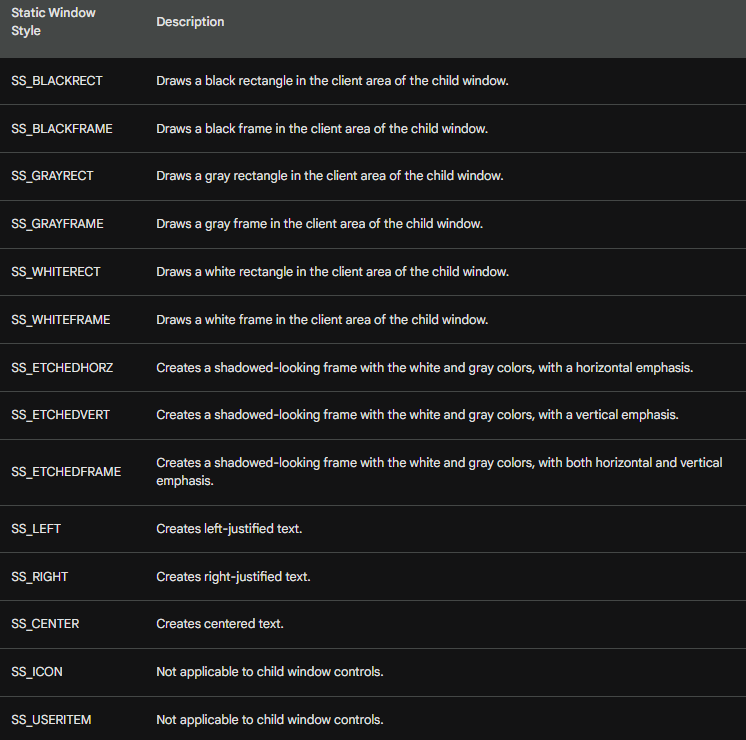 Static Window
Style
Description
SS_BLACKRECT Draws a black rectangle in the client area of the child window.
SS_BLACKFRAME Draws a black frame in the client area of the child window.
SS_GRAYRECT Draws a gray rectangle in the client area of the child window.
SS_GRAYFRAME Draws a gray frame in the client area of the child window.
SS_WHITERECT Draws a white rectangle in the client area of the child window.
SS_WHITEFRAME Draws a white frame in the client area of the child window.
SS_ETCHEDHORZ Creates a shadowed-looking frame with the white and gray colors, with a horizontal emphasis.
SS_ETCHEDVERT Creates a shadowed-looking frame with the white and gray colors, with a vertical emphasis.
SS_ETCHEDFRAME Creates a shadowed-looking frame with the white and gray colors, with both horizontal and vertical
emphasis.
SS_LEFT Creates left-justified text.
SS_RIGHT Creates right-justified text.
SS_CENTER Creates centered text.
SS_ICON Not applicable to child window controls.
SS_USERITEM Not applicable to child window controls.